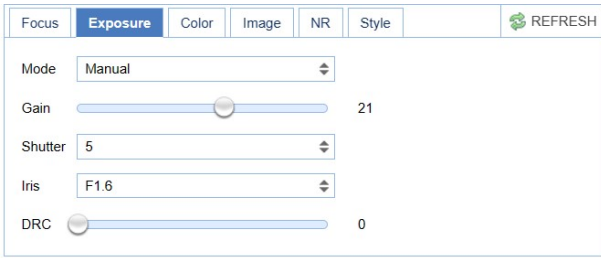 Focus Exposure Color Image NR Style REFRESH
Mode Manual
Gain 21
Shutter 5
Iris F1.6
DRC 0